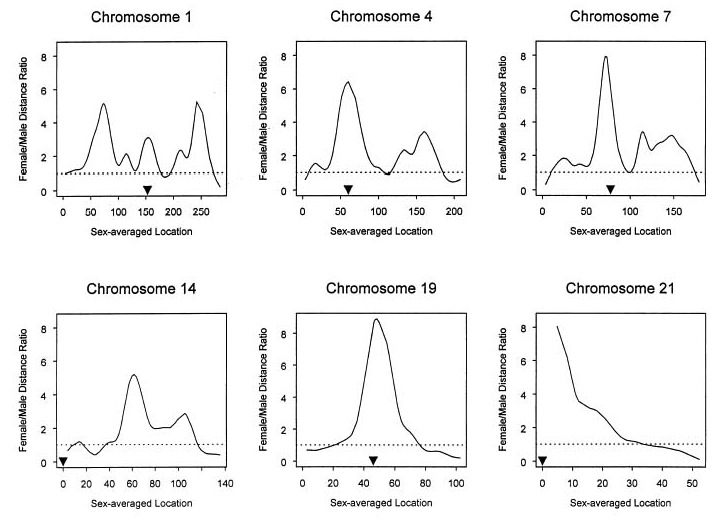 Chromosome 1
Female/Male Distance Ratio
8
6
4
2
0
0 50 100 150 200 250
Sex-averaged Location
Chromosome 4
Female/Male Distance Ratio
8
6
4
2
0
0 50 100 150 200
Sex-averaged Location
Chromosome 7
Female/Male Distance Ratio
8
6
4
2
0
0 50 100 150
Sex-averaged Location
Chromosome 14
Female/Male Distance Ratio
8
6
4
2
0
0 20 40 60 80 100 140
Sex-averaged Location
Chromosome 19
Female/Male Distance Ratio
8
6
4
2
0
0 20 40 60 80 100
Sex-averaged Location
Chromosome 21
Female/Male Distance Ratio
8
6
4
2
0
0 10 20 30 40 50
Sex-averaged Location